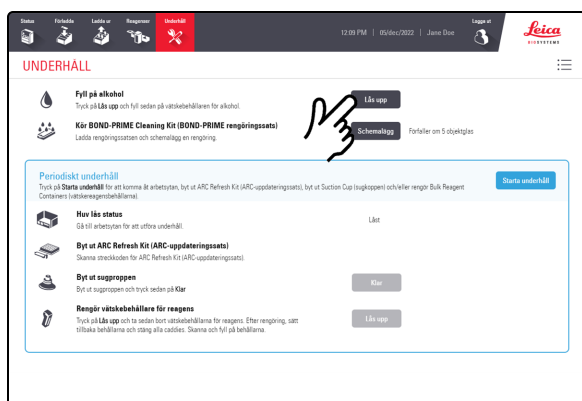 Status Förladda Ladda ur Reagenser Underhåll 12:09 PM | 05/dec/2022 | Jane Doe Logga ut Leica BIOSYSTEMS
UNDERHÅLL
Fyll på alkohol
Tryck på Lås upp och fyll sedan på vätskebehållaren för alkohol. Lås upp
Kör BOND-PRIME Cleaning Kit (BOND-PRIME rengöringssats)
Ladda rengöringssatsen och schemalägg en rengöring. Schemalägg Förfaller om 5 objektglas
Periodiskt underhåll
Tryck på Starta underhåll för att komma åt arbetsytan, byt ut ARC Refresh Kit (ARC-uppdateringssats), byt ut Suction Cup (sugkoppen) och/eller rengör Bulk Reagent
Containers (vätskereagensbehållarna). Starta underhåll
Huv lås status
Gå till arbetsytan för att utföra underhåll. Låst
Byt ut ARC Refresh Kit (ARC-uppdateringssats)
Skanna streckkoden för ARC Refresh Kit (ARC-uppdateringssats).
Byt ut sugproppen
Byt ut sugproppen och tryck sedan på Klar Klar
Rengör vätskebehållare för reagens
Tryck på Lås upp och ta sedan bort vätskebehållarna för reagens. Efter rengöring, sätt
tillbaka behållarna och stäng alla caddies. Skanna och fyll på behållarna. Lås upp